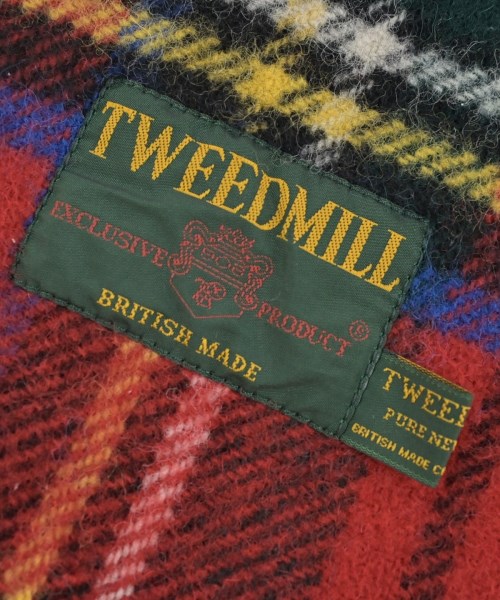 TWEEDMILL
EXCLUSIVE PRODUCT
BRITISH MADE
TWEED
PURE NE
BRITISH MADE